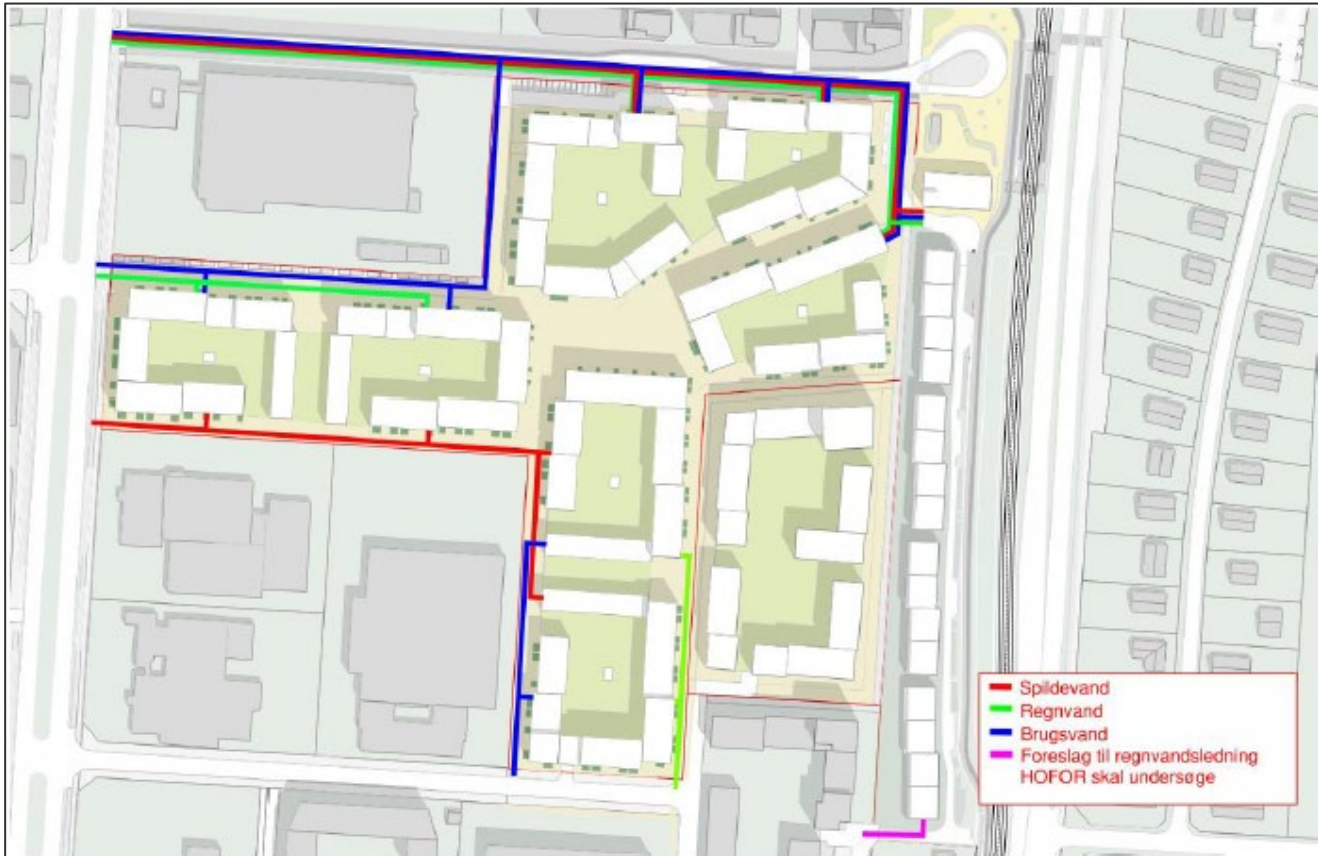 Spildevand
Regnvand
Brugsvand
Foreslag til regnvandsledning
HOFOR skal undersøge